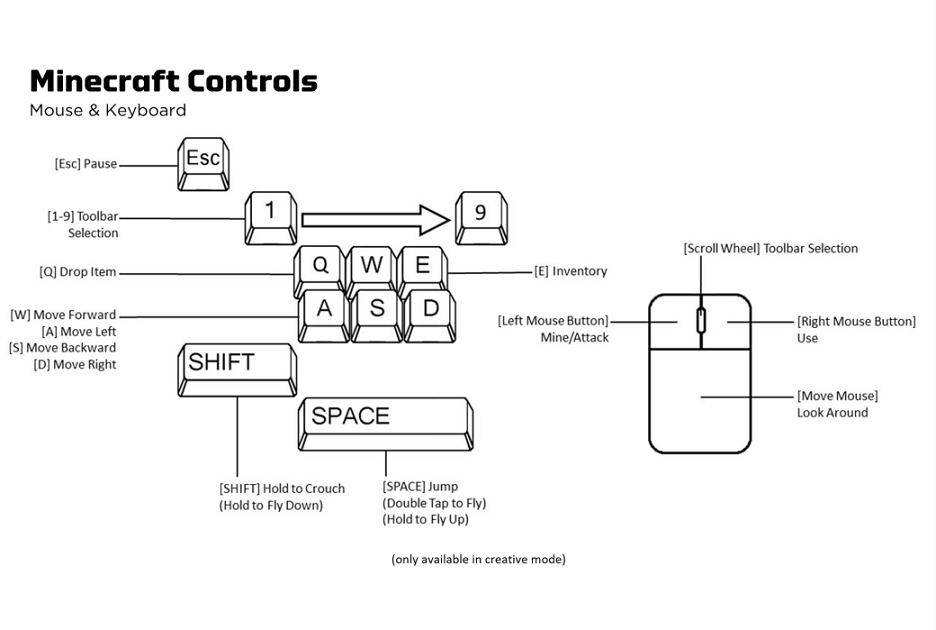 Minecraft Controls
Mouse & Keyboard
[Esc] Pause
Esc
[1-9] Toolbar
Selection
1
9
[Q] Drop Item
Q
W
E
[E] Inventory
[W] Move Forward
[A] Move Left
[S] Move Backward
[D] Move Right
A
S
D
SHIFT
SPACE
[SHIFT] Hold to Crouch
(Hold to Fly Down)
[SPACE] Jump
(Double Tap to Fly)
(Hold to Fly Up)
[Scroll Wheel] Toolbar Selection
[Left Mouse Button]
Mine/Attack
[Right Mouse Button]
Use
[Move Mouse]
Look Around
(only available in creative mode)